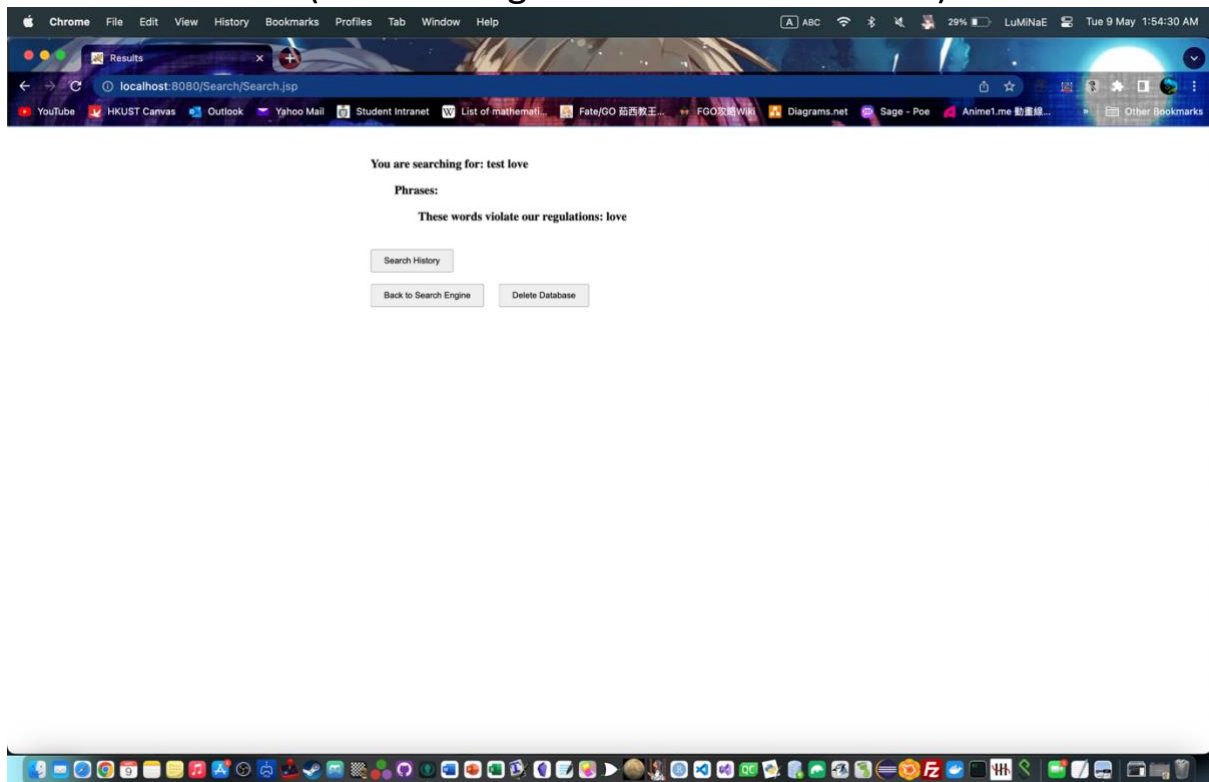 Chrome File Edit View History Bookmarks Profiles Tab Window Help A ABC 29% LuMiNaE Tue 9 May 1:54:30 AM
Results
localhost:8080/Search/Search.jsp
YouTube HKUST Canvas Outlook Yahoo Mail Student Intranet W List of mathemati... Fate/GO 茹西教王... FGO攻略Wiki Diagrams.net Sage - Poe Anime1.me 動畫線... » Other Bookmarks
You are searching for: test love
Phrases:
These words violate our regulations: love
Search History
Back to Search Engine Delete Database